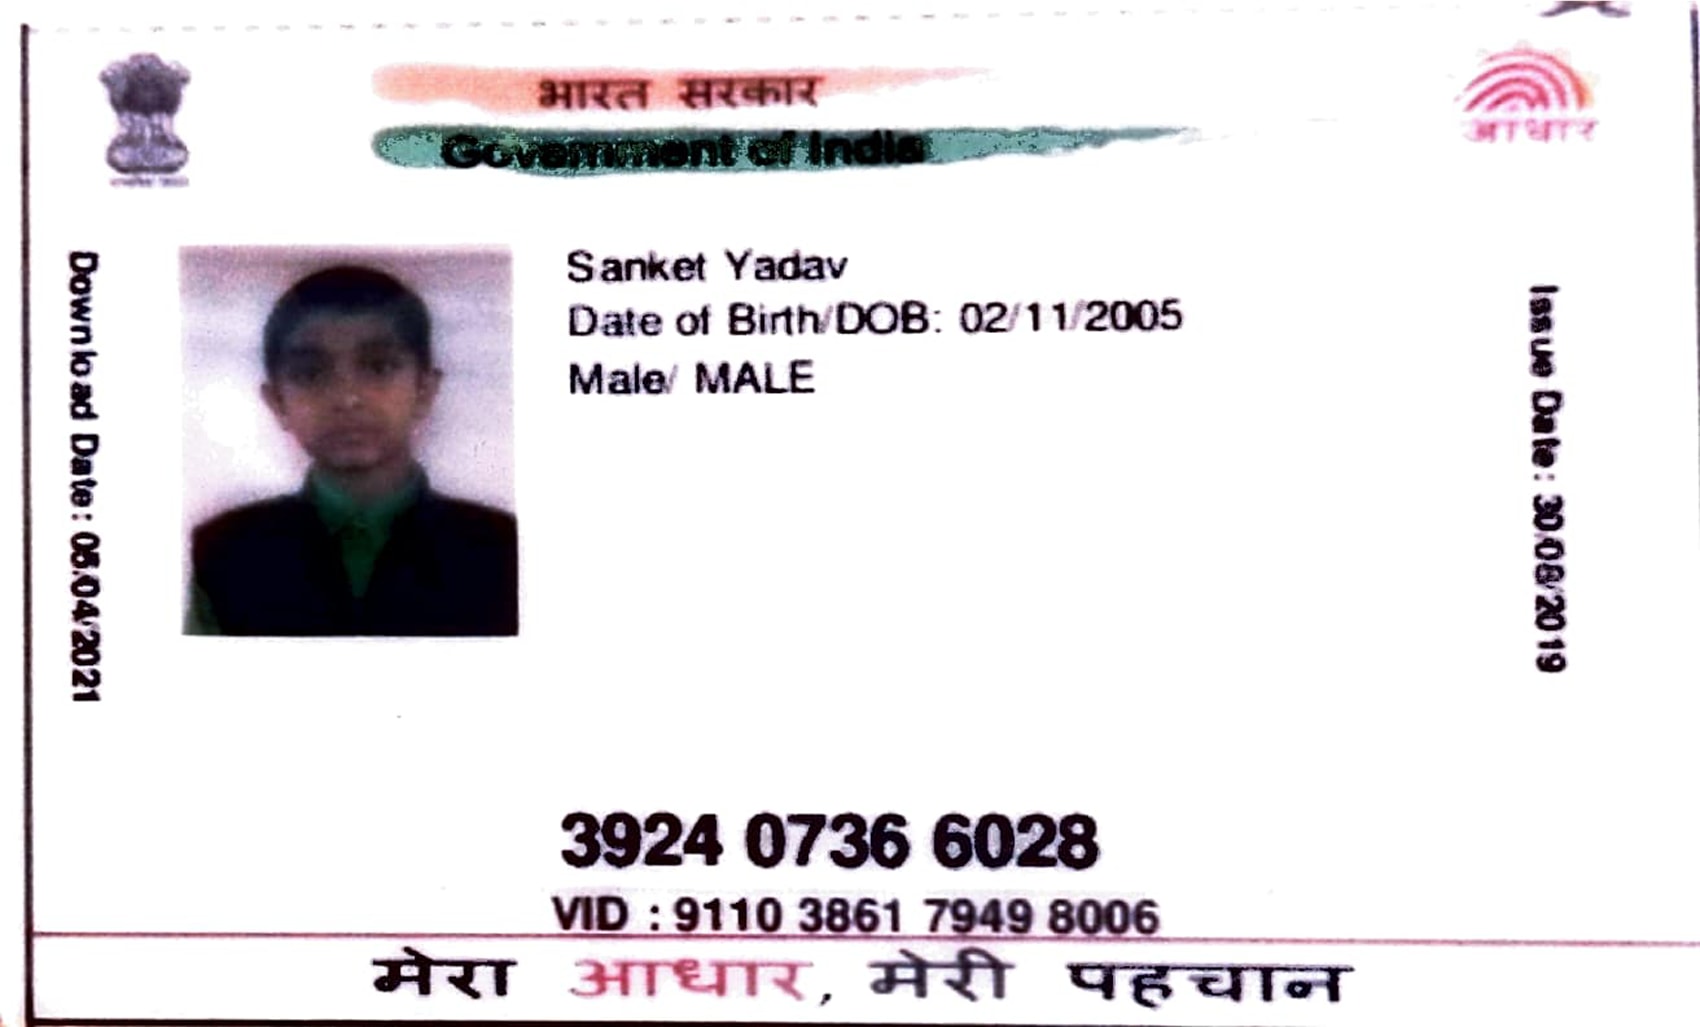 भारत सरकार
Government of India
आधार
Download Date: 05/04/2021
Sanket Yadav
Date of Birth/DOB: 02/11/2005
Male/ MALE
Issue Date: 30/08/2019
3924 0736 6028
VID : 9110 3861 7949 8006
मेरा आधार, मेरी पहचान